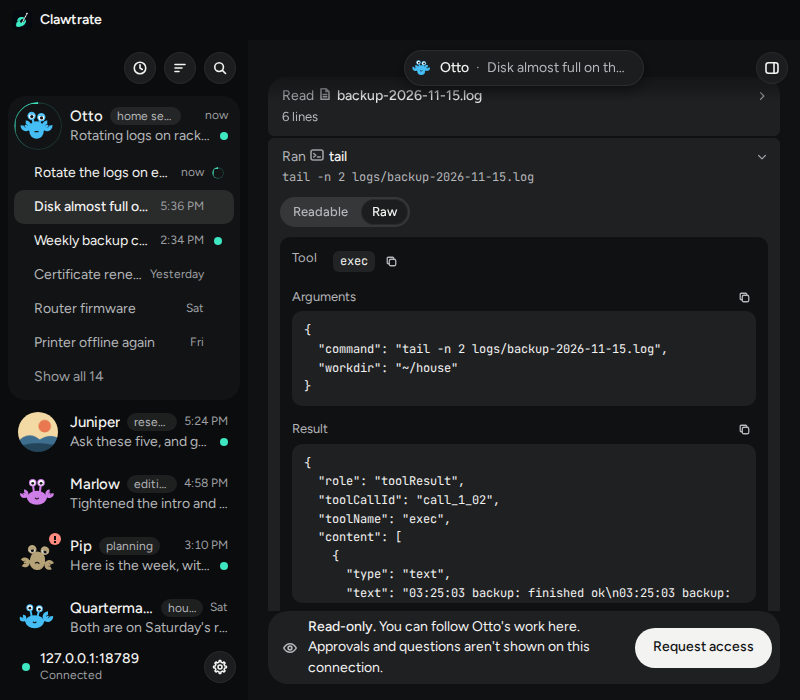 Clawtrate
Otto home se... now
Rotating logs on rack...
Rotate the logs on e... now
Disk almost full o... 5:36 PM
Weekly backup c... 2:34 PM
Certificate rene... Yesterday
Router firmware Sat
Printer offline again Fri
Show all 14
Juniper rese... 5:24 PM
Ask these five, and g...
Marlow editi... 4:58 PM
Tightened the intro and ...
Pip planning 3:10 PM
Here is the week, wit...
Quarterma... hou... Sat
Both are on Saturday's r...
127.0.0.1:18789
Connected
Otto · Disk almost full on th...
Read backup-2026-11-15.log
6 lines
Ran tail
tail -n 2 logs/backup-2026-11-15.log
Readable Raw
Tool exec
Arguments
{
"command": "tail -n 2 logs/backup-2026-11-15.log",
"workdir": "~/house"
}
Result
{
"role": "toolResult",
"toolCallId": "call_1_02",
"toolName": "exec",
"content": [
{
"type": "text",
"text": "03:25:03 backup: finished ok\n03:25:03 backup:
Read-only. You can follow Otto's work here.
Approvals and questions aren't shown on this
connection.
Request access